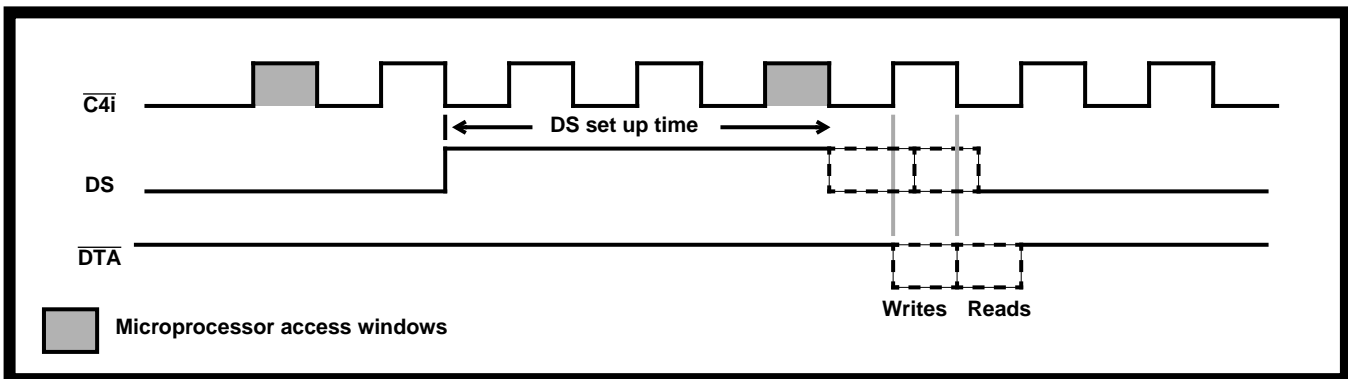 C4i
DS set up time
DS
DTA
Writes Reads
Microprocessor access windows